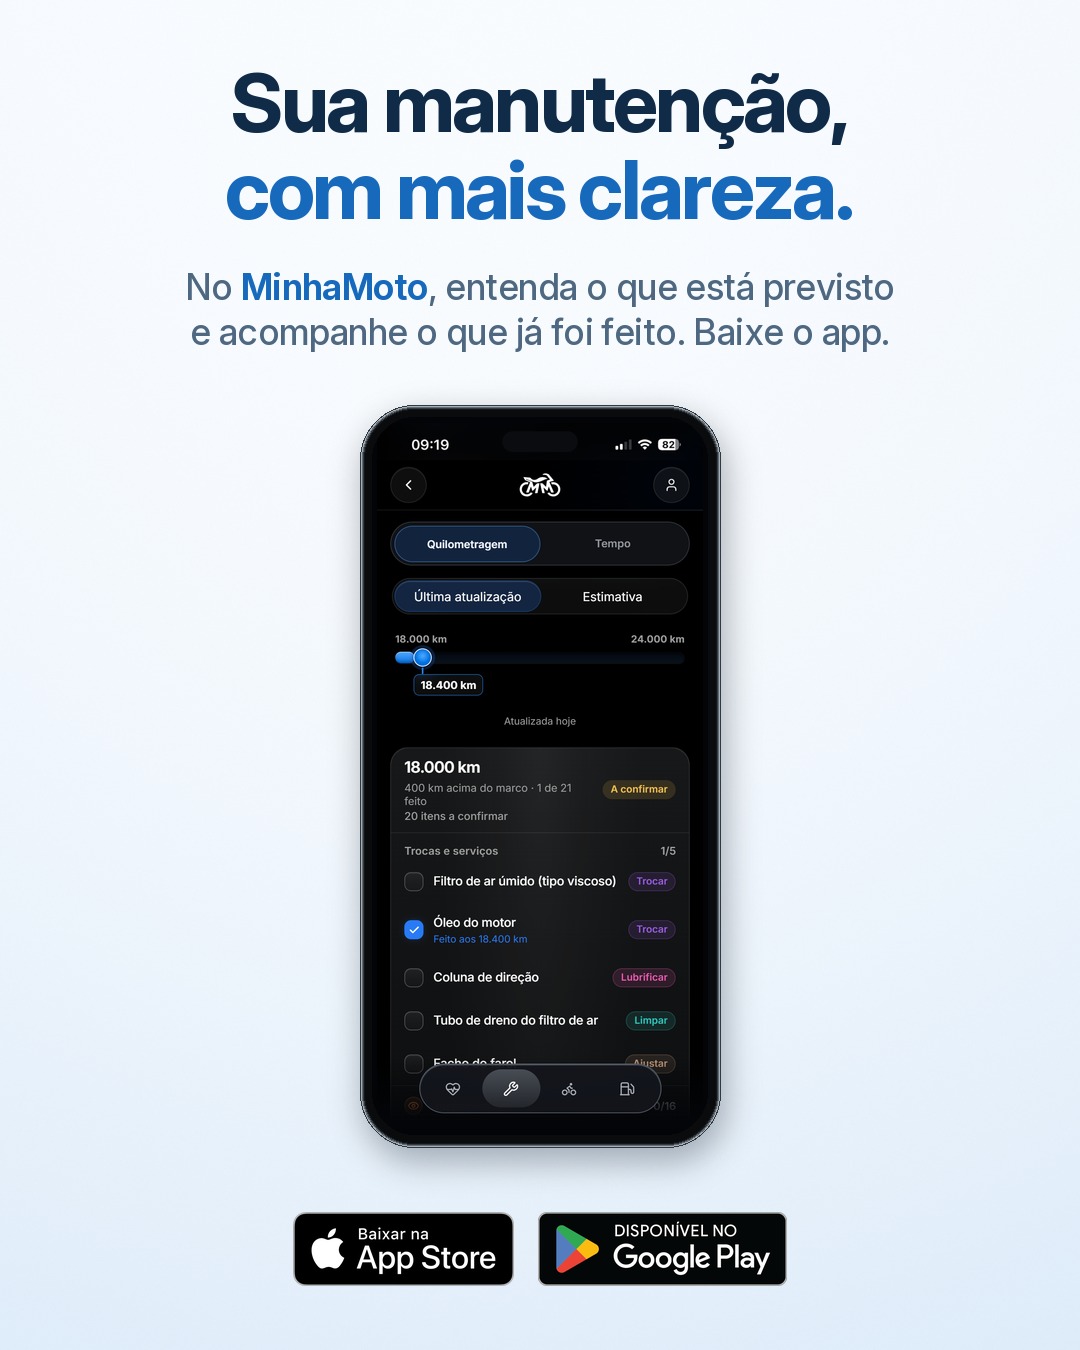 Sua manutenção,
com mais clareza.
No MinhaMoto, entenda o que está previsto
e acompanhe o que já foi feito. Baixe o app.
09:19
82
MM
Quilometragem
Tempo
Última atualização
Estimativa
18.000 km
24.000 km
18.400 km
Atualizada hoje
18.000 km
400 km acima do marco · 1 de 21
feito
20 itens a confirmar
A confirmar
Trocas e serviços
1/5
Filtro de ar úmido (tipo viscoso)
Trocar
Óleo do motor
Feito aos 18.400 km
Trocar
Coluna de direção
Lubrificar
Tubo de dreno do filtro de ar
Limpar
Facho do farol
Ajustar
0/16
Baixar na
App Store
DISPONÍVEL NO
Google Play